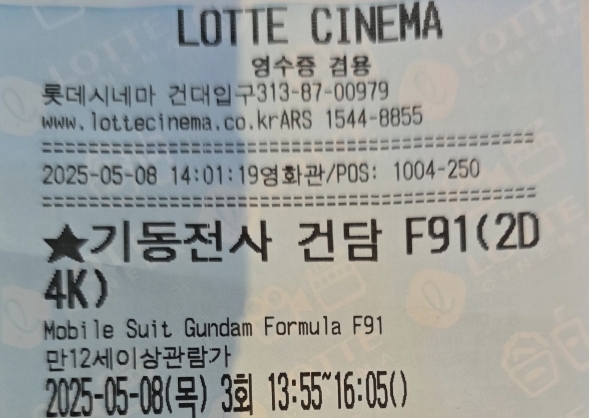 LOTTE CINEMA
영수증 겸용
롯데시네마 건대입구313-87-00979
www.lottecinema.co.krARS 1544-8855
================================================
2025-05-08 14:01:19영화관/POS: 1004-250
================================================
★기동전사 건담 F91(2D
4K)
Mobile Suit Gundam Formula F91
만12세이상관람가
2025-05-08(목) 3회 13:55~16:05()